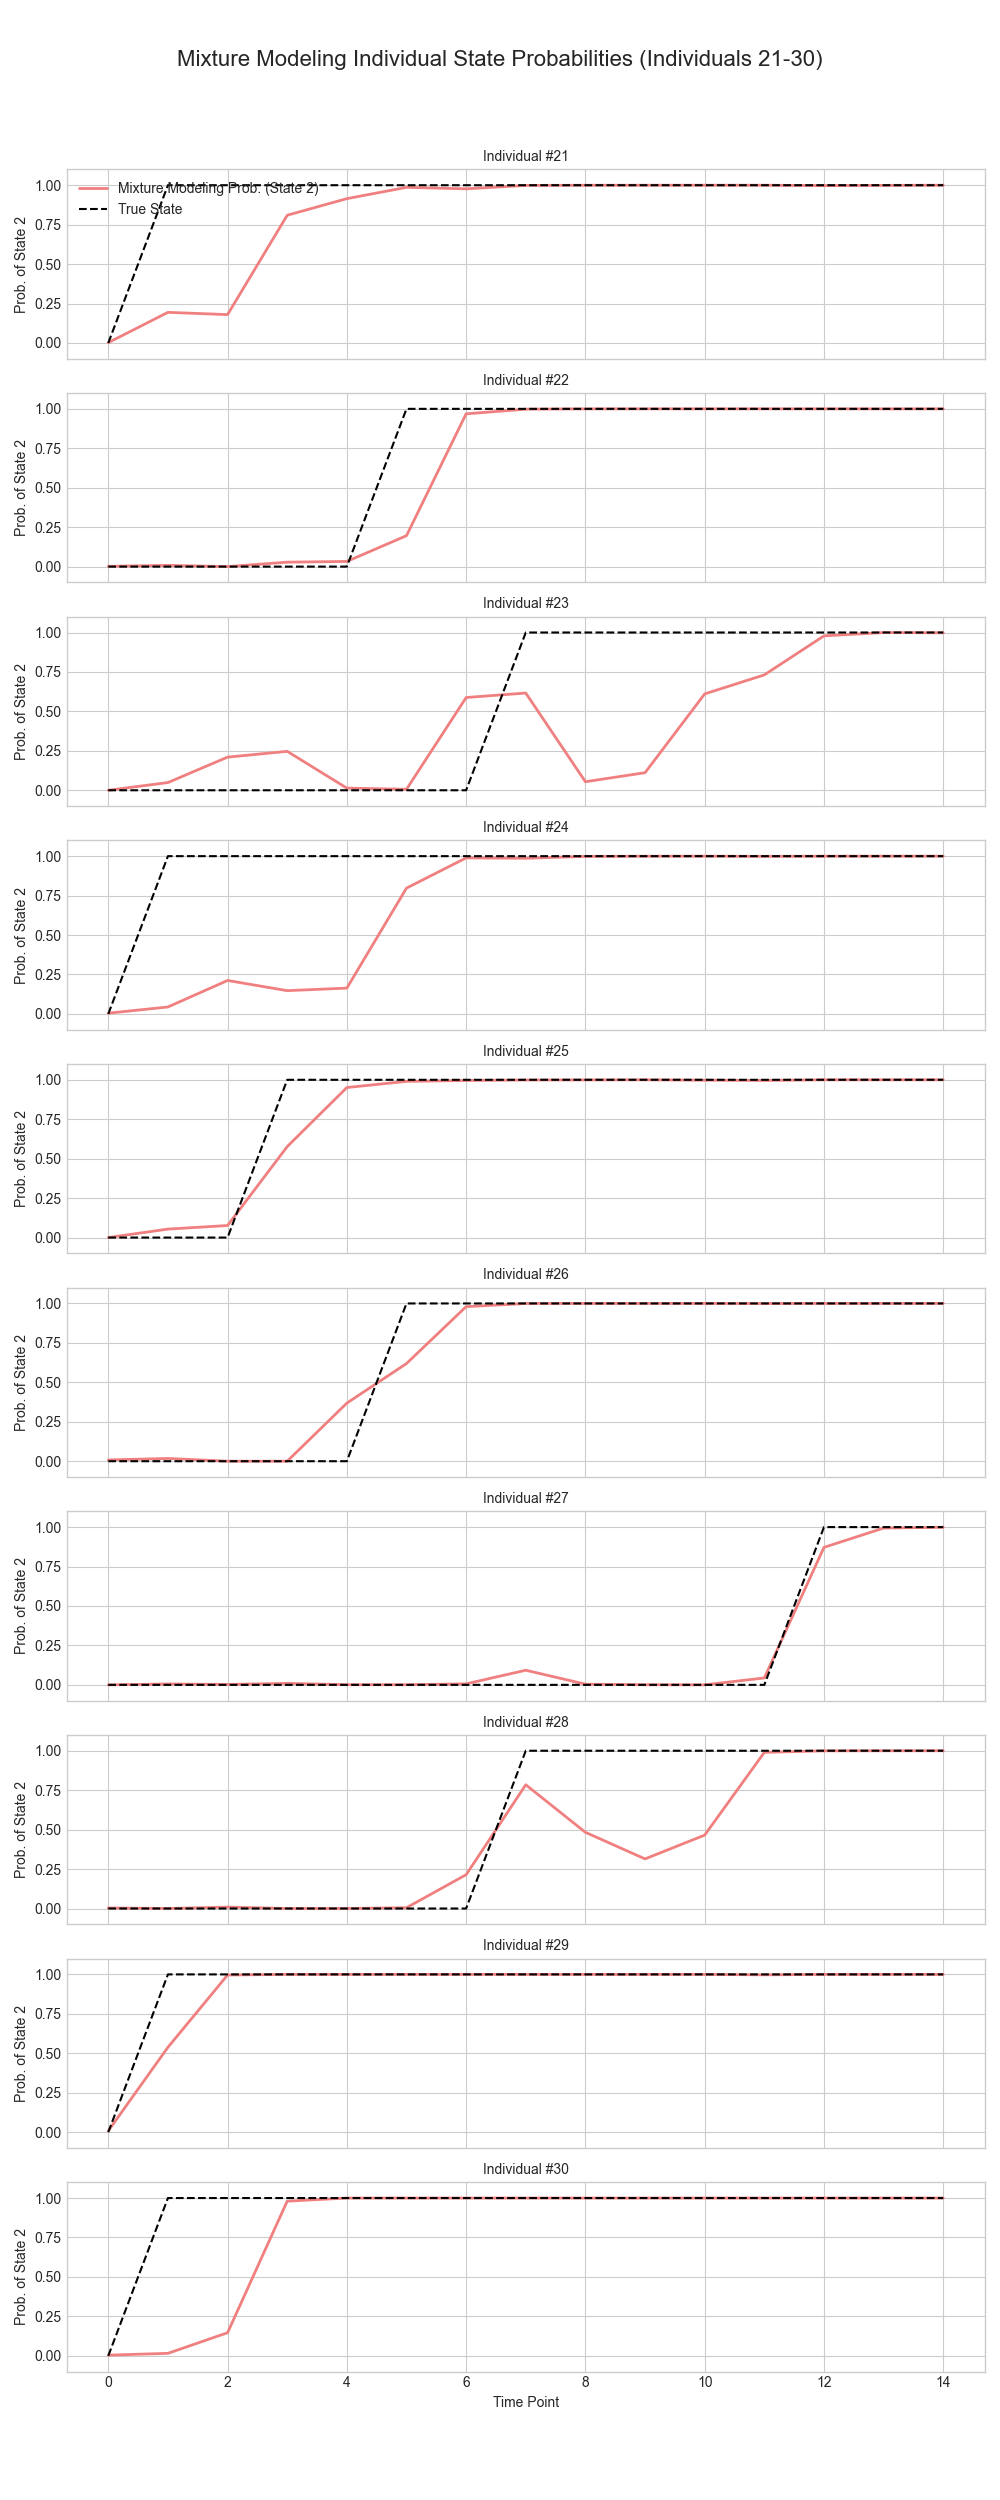 Mixture Modeling Individual State Probabilities (Individuals 21-30)
Individual #21
Mixture Modeling Prob. (State 2)
True State
1.00
0.75
0.50
0.25
0.00
Prob. of State 2
Individual #22
1.00
0.75
0.50
0.25
0.00
Prob. of State 2
Individual #23
1.00
0.75
0.50
0.25
0.00
Prob. of State 2
Individual #24
1.00
0.75
0.50
0.25
0.00
Prob. of State 2
Individual #25
1.00
0.75
0.50
0.25
0.00
Prob. of State 2
Individual #26
1.00
0.75
0.50
0.25
0.00
Prob. of State 2
Individual #27
1.00
0.75
0.50
0.25
0.00
Prob. of State 2
Individual #28
1.00
0.75
0.50
0.25
0.00
Prob. of State 2
Individual #29
1.00
0.75
0.50
0.25
0.00
Prob. of State 2
Individual #30
1.00
0.75
0.50
0.25
0.00
Prob. of State 2
0 2 4 6 8 10 12 14
Time Point